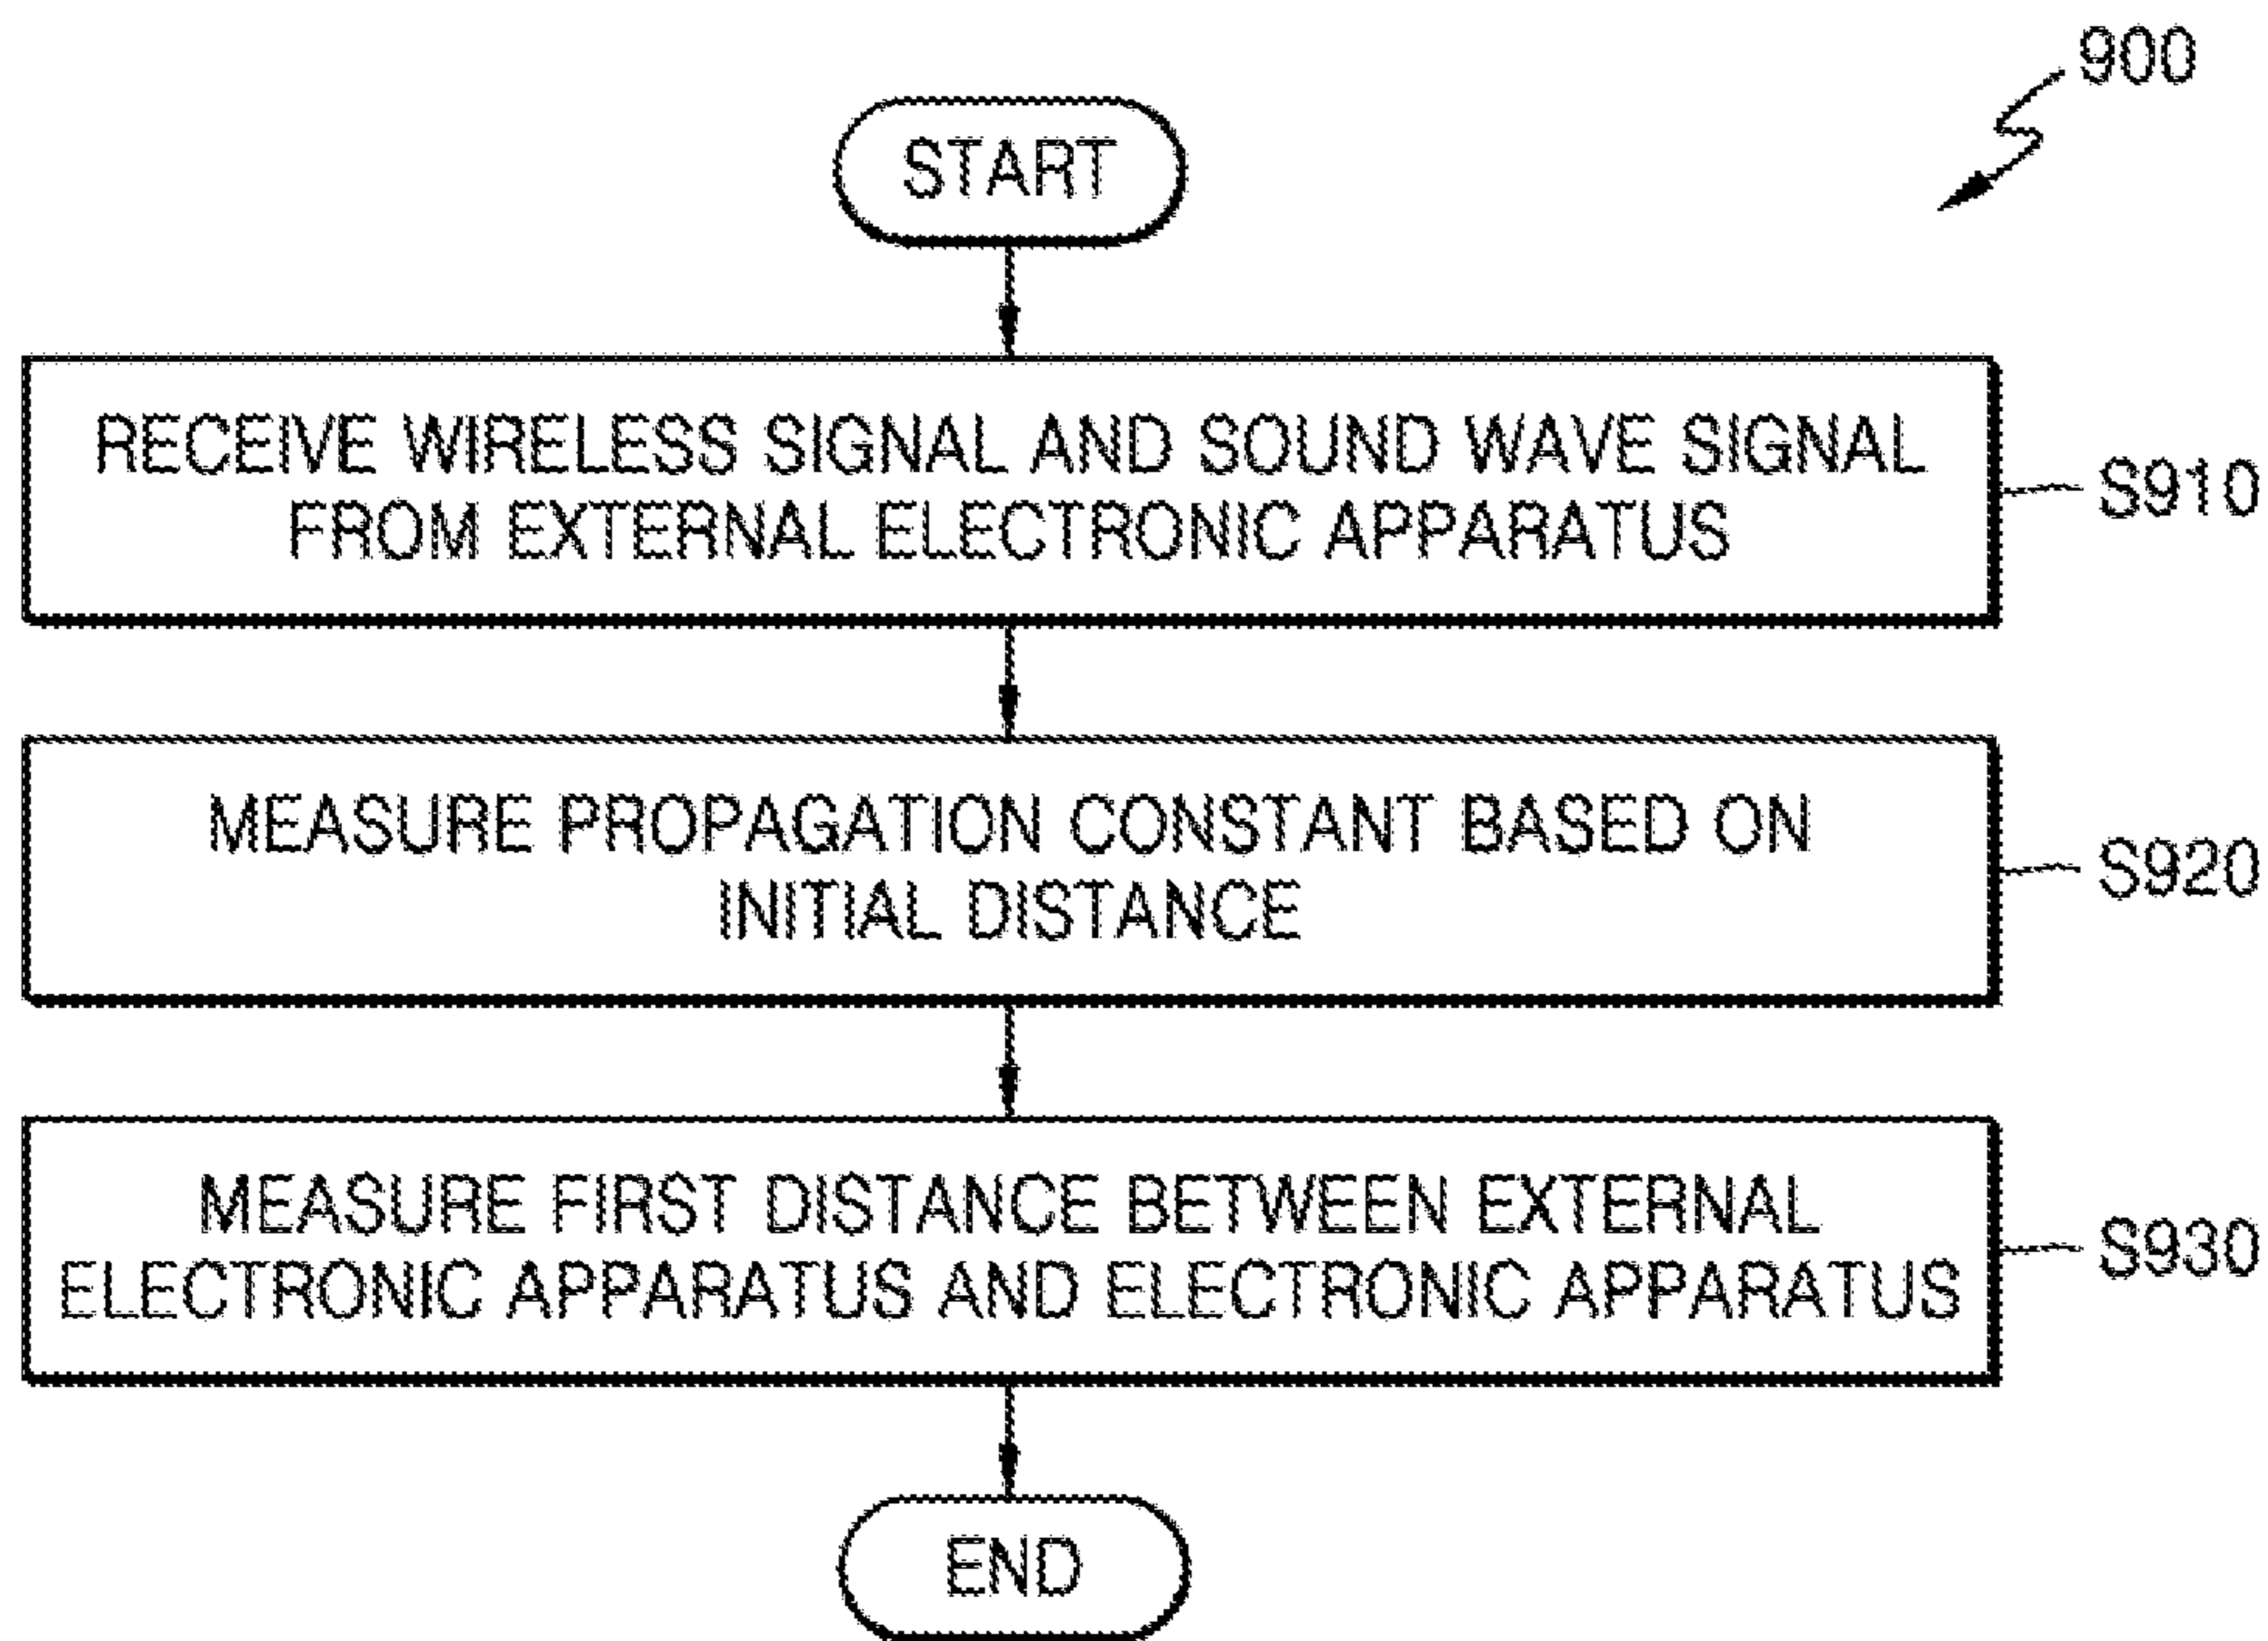 900
START
RECEIVE WIRELESS SIGNAL AND SOUND WAVE SIGNAL
FROM EXTERNAL ELECTRONIC APPARATUS
S910
MEASURE PROPAGATION CONSTANT BASED ON
INITIAL DISTANCE
S920
MEASURE FIRST DISTANCE BETWEEN EXTERNAL
ELECTRONIC APPARATUS AND ELECTRONIC APPARATUS
S930
END